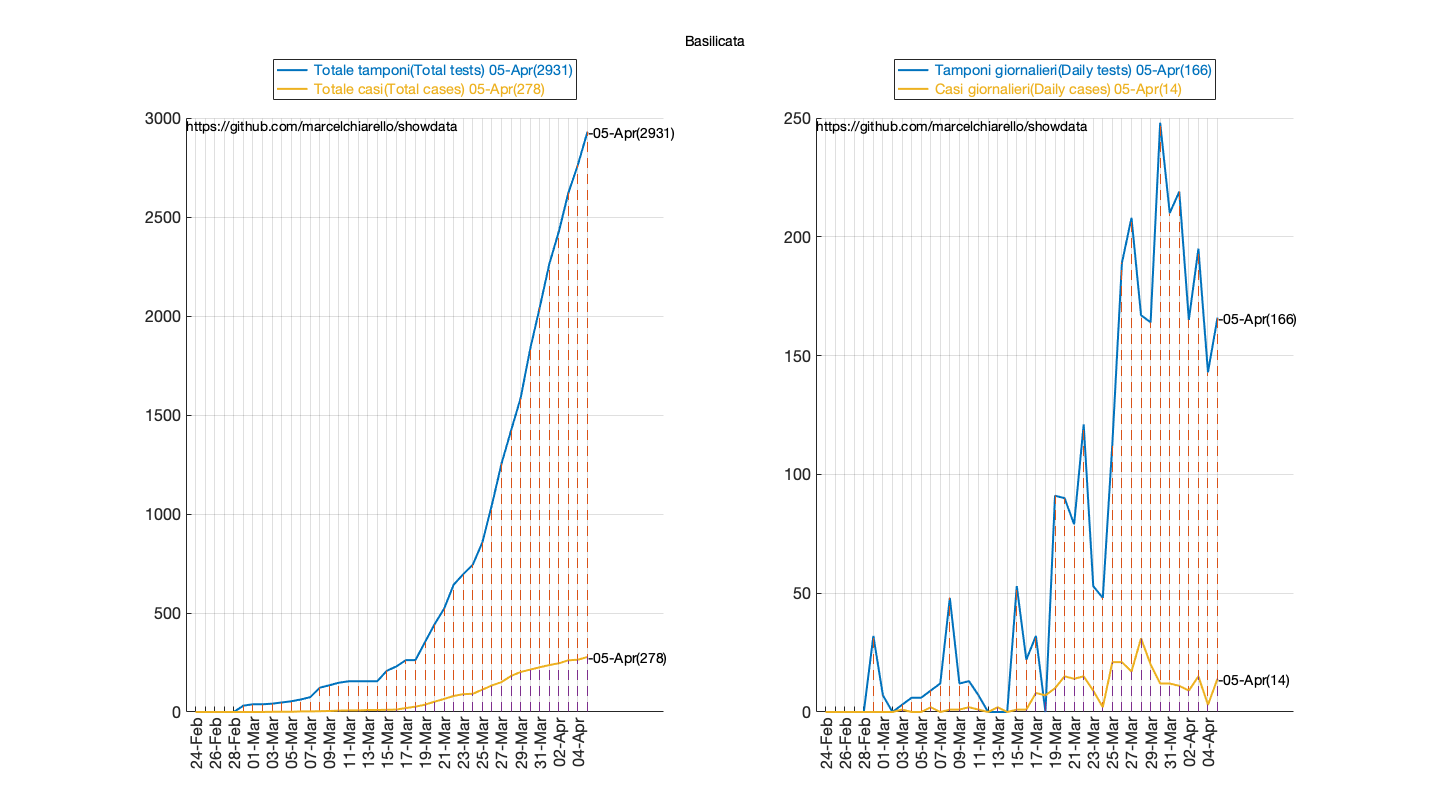 Basilicata
Totale tamponi(Total tests) 05-Apr(2931)
Totale casi(Total cases) 05-Apr(278)
https://github.com/marcelchiarello/showdata
-05-Apr(2931)
-05-Apr(278)
3000
2500
2000
1500
1000
500
0
24-Feb
26-Feb
28-Feb
01-Mar
03-Mar
05-Mar
07-Mar
09-Mar
11-Mar
13-Mar
15-Mar
17-Mar
19-Mar
21-Mar
23-Mar
25-Mar
27-Mar
29-Mar
31-Mar
02-Apr
04-Apr
Tamponi giornalieri(Daily tests) 05-Apr(166)
Casi giornalieri(Daily cases) 05-Apr(14)
https://github.com/marcelchiarello/showdata
-05-Apr(166)
-05-Apr(14)
250
200
150
100
50
0
24-Feb
26-Feb
28-Feb
01-Mar
03-Mar
05-Mar
07-Mar
09-Mar
11-Mar
13-Mar
15-Mar
17-Mar
19-Mar
21-Mar
23-Mar
25-Mar
27-Mar
29-Mar
31-Mar
02-Apr
04-Apr